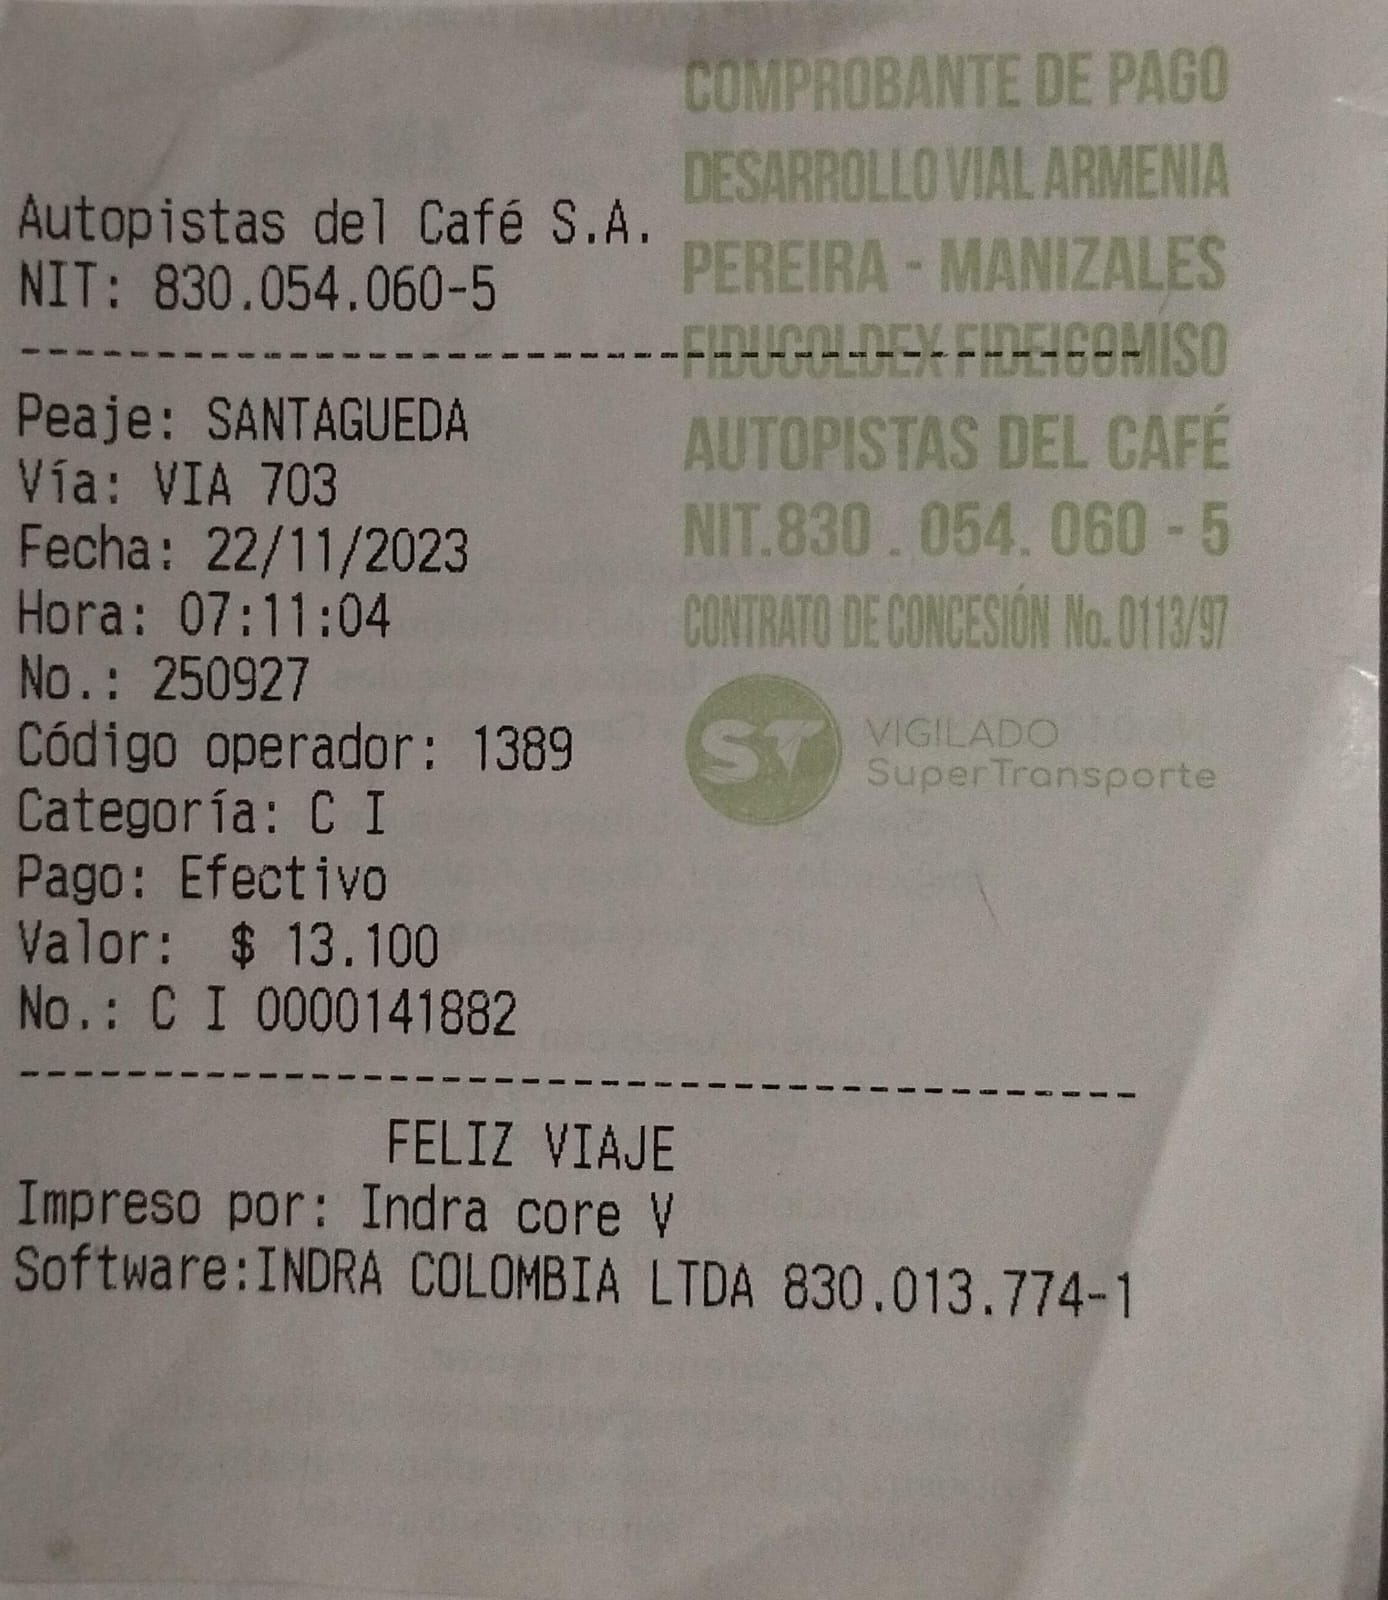 COMPROBANTE DE PAGO
DESARROLLO VIAL ARMENIA
PEREIRA - MANIZALES
FIDUCOLDEX FIDEICOMISO
AUTOPISTAS DEL CAFÉ
NIT.830 . 054. 060 - 5
CONTRATO DE CONCESIÓN No. 0113/97
ST VIGILADO
SuperTransporte
Autopistas del Café S.A.
NIT: 830.054.060-5
------------------------------------------
Peaje: SANTAGUEDA
Vía: VIA 703
Fecha: 22/11/2023
Hora: 07:11:04
No.: 250927
Código operador: 1389
Categoría: C I
Pago: Efectivo
Valor:  $ 13.100
No.: C I 0000141882
------------------------------------------
FELIZ VIAJE
Impreso por: Indra core V
Software:INDRA COLOMBIA LTDA 830.013.774-1